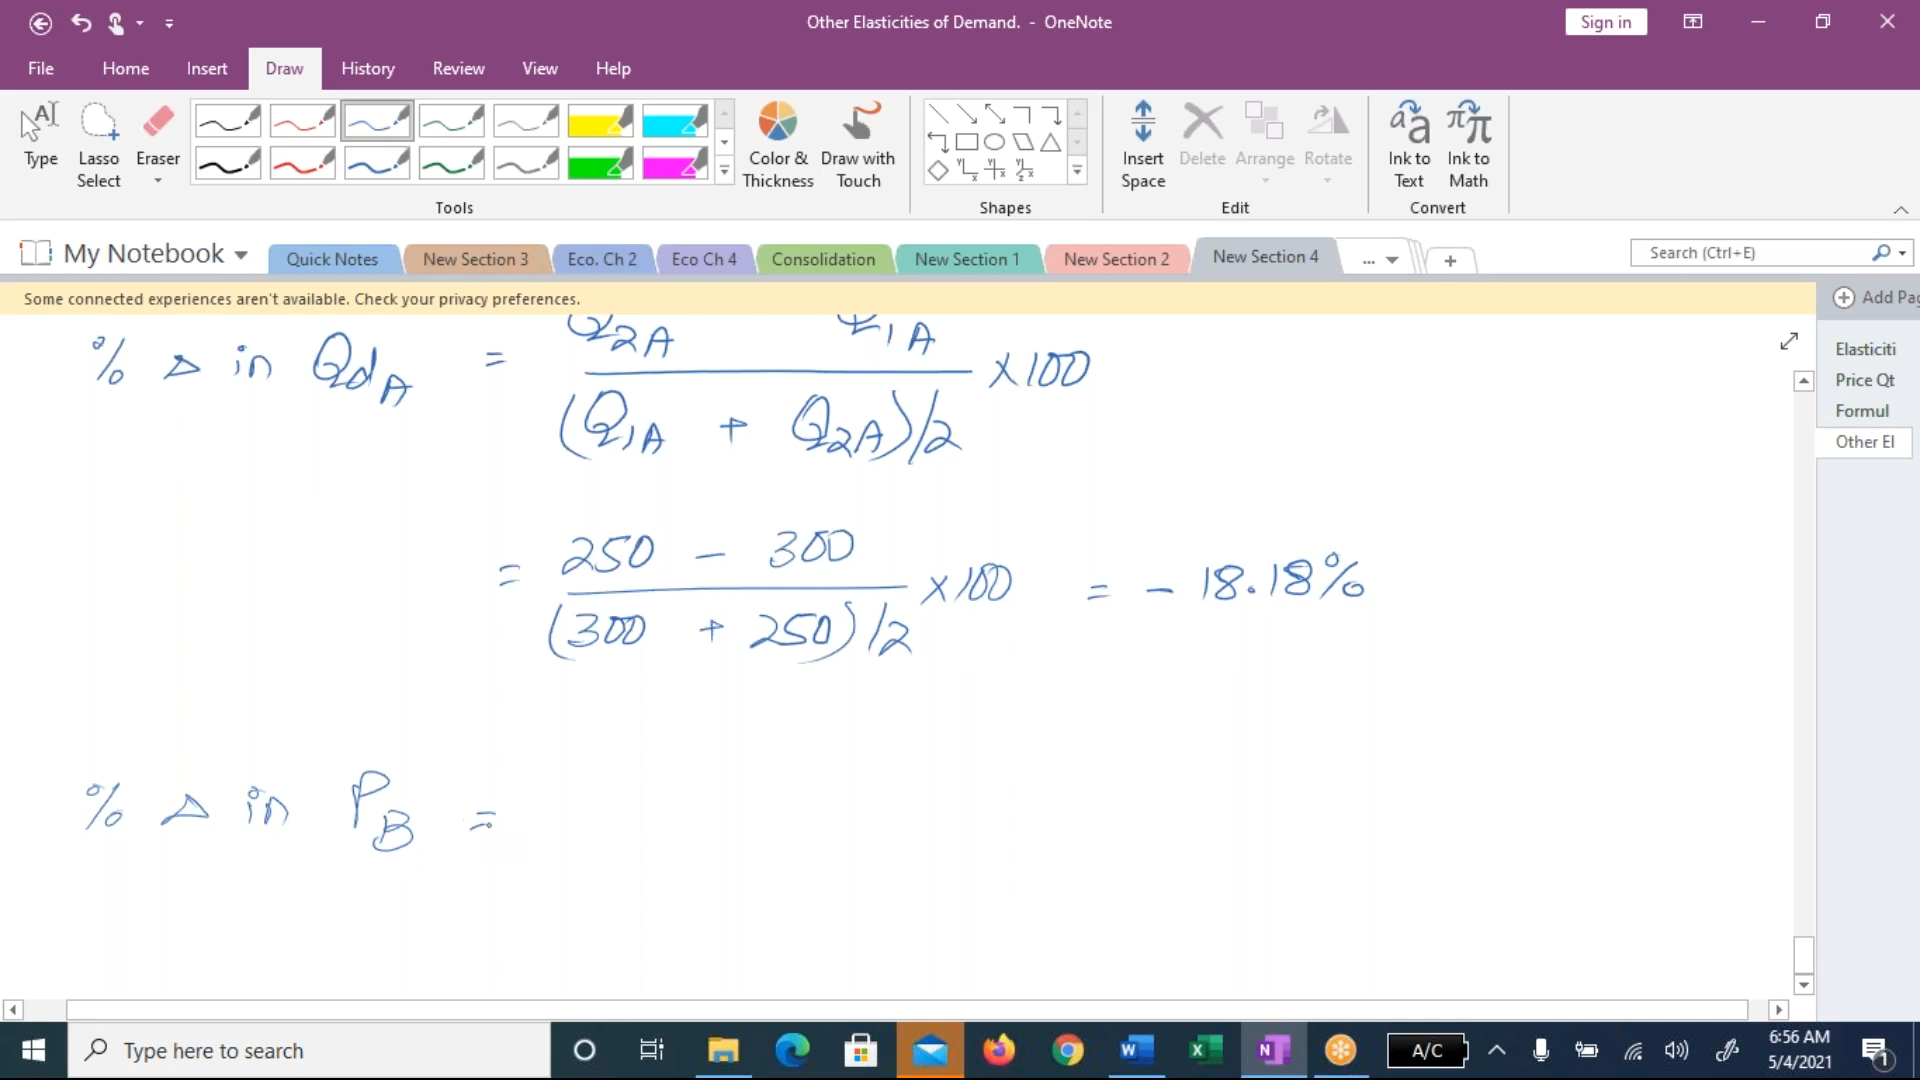 Other Elasticities of Demand. - OneNote
Sign in
File Home Insert Draw History Review View Help
Type
Lasso Select
Eraser
Color & Thickness
Draw with Touch
Insert Space
Delete
Arrange
Rotate
Ink to Text
Ink to Math
Tools Shapes Edit Convert
My Notebook Quick Notes New Section 3 Eco. Ch 2 Eco Ch 4 Consolidation New Section 1 New Section 2 New Section 4 ... + Search (Ctrl+E)
Some connected experiences aren't available. Check your privacy preferences.
Add Pag
Elasticiti
Price Qt
Formul
Other El
Q2A Q1A
% Δ in QdA = ×100
(Q1A + Q2A)/2
250 - 300
= ×100 = - 18.18%
(300 + 250)/2
% Δ in PB =
Type here to search
A/C
6:56 AM
5/4/2021
1